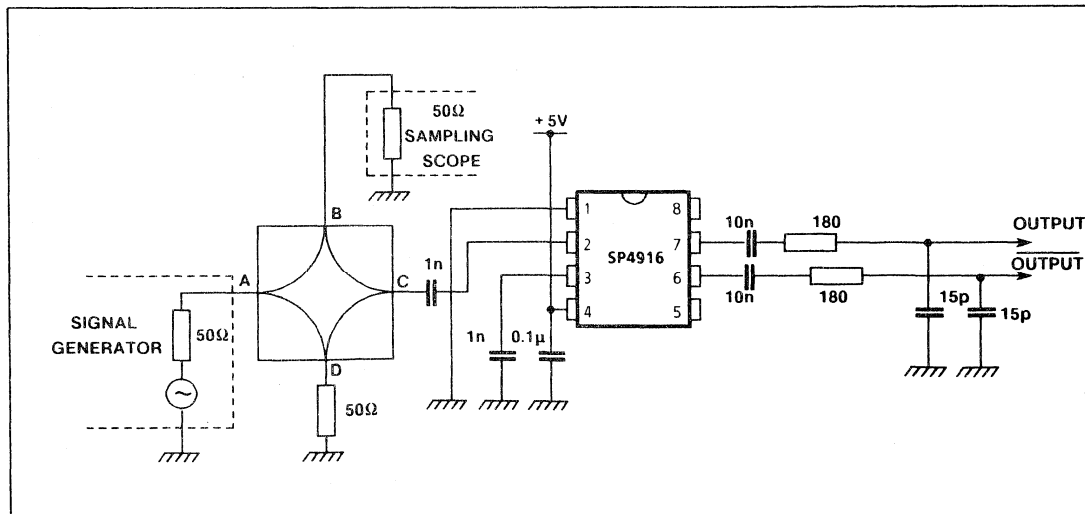 50Ω
SAMPLING
SCOPE
+ 5V
B
A
C
D
1n
SIGNAL
GENERATOR
50Ω
50Ω
1
2
3
4
8
7
6
5
SP4916
1n
0.1µ
10n
180
10n
180
OUTPUT
OUTPUT
15p
15p